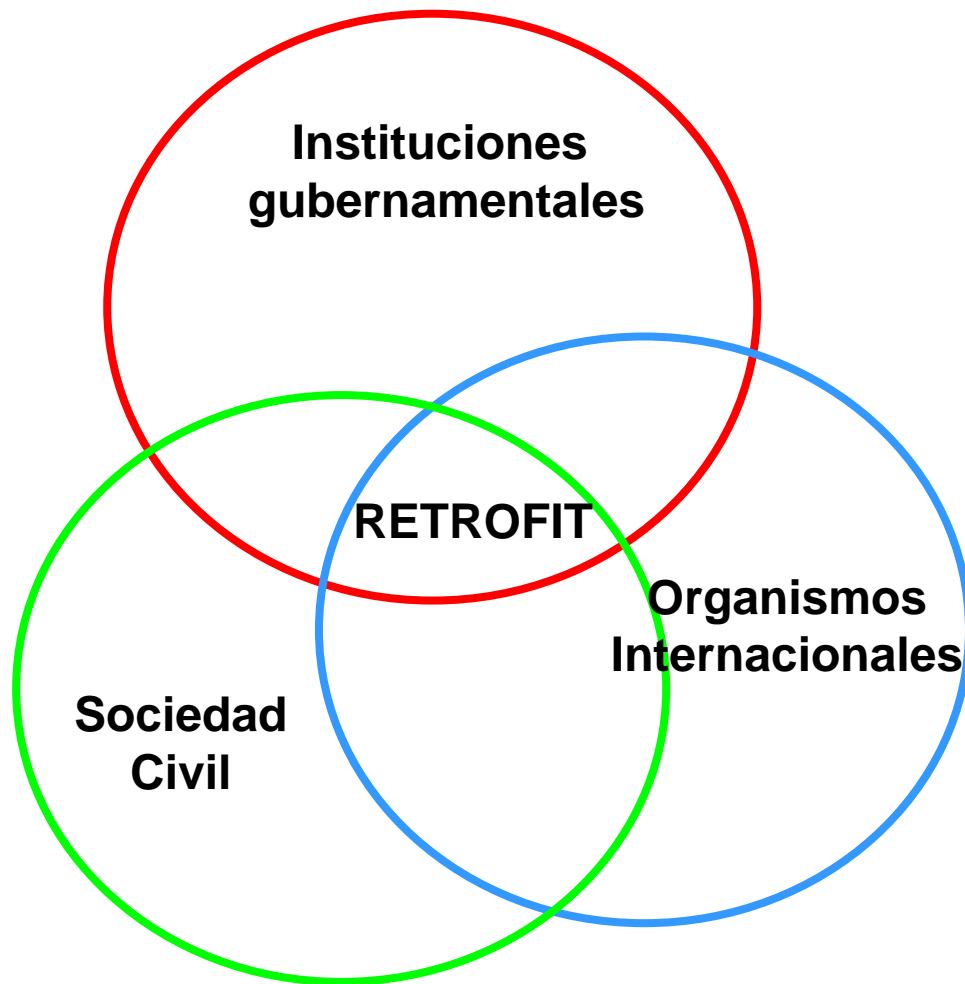 Instituciones
gubernamentales
RETROFIT
Organismos
Internacionales
Sociedad
Civil